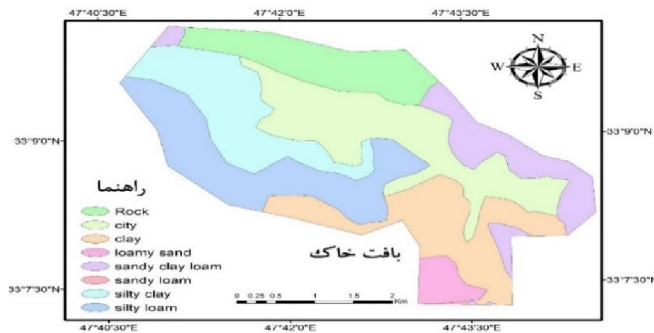 47°40'30"E 47°42'0"E 47°43'30"E
N
W E
S
33°9'0"N 33°9'0"N
راهنما
Rock
city
clay
loamy sand
sandy clay loam
sandy loam
silty clay
silty loam
بافت خاک
33°7'30"N 33°7'30"N
0 0.25 0.5 1 1.5 2
Km
47°40'30"E 47°42'0"E 47°43'30"E